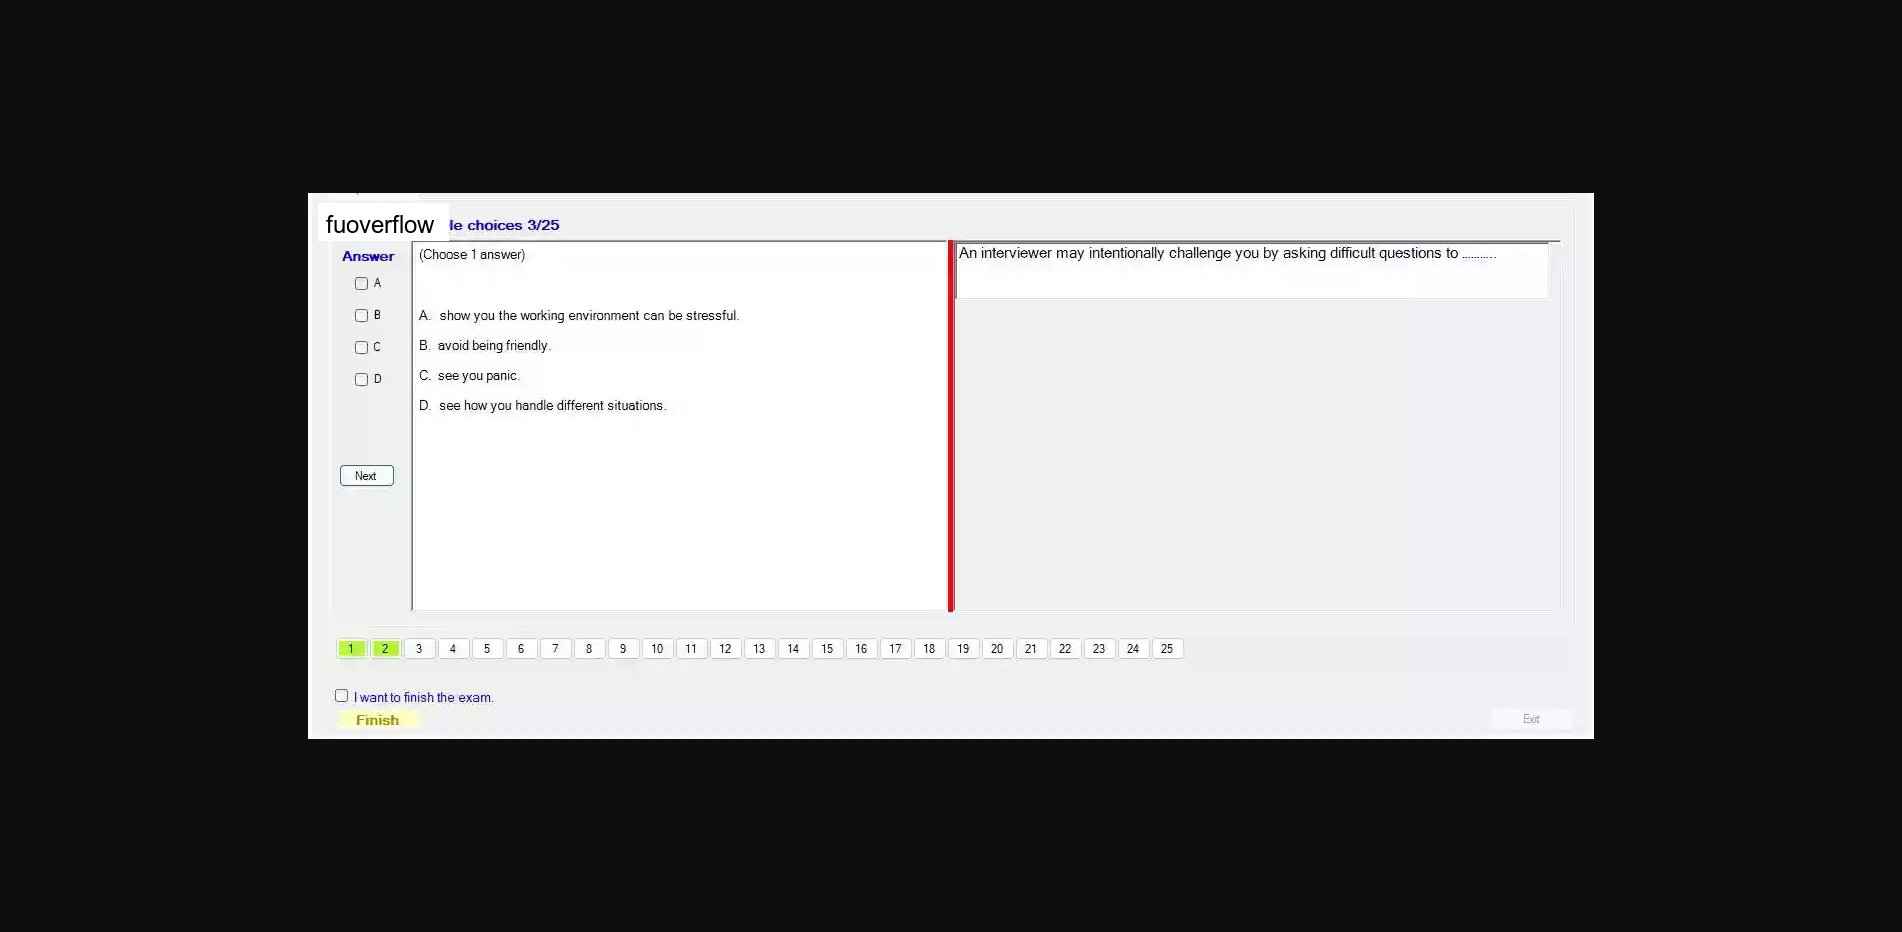 fuoverflow
le choices 3/25
Answer
(Choose 1 answer)
An interviewer may intentionally challenge you by asking difficult questions to ..........
A
B
C
D
A. show you the working environment can be stressful.
B. avoid being friendly.
C. see you panic.
D. see how you handle different situations.
Next
1 2 3 4 5 6 7 8 9 10 11 12 13 14 15 16 17 18 19 20 21 22 23 24 25
I want to finish the exam.
Finish
Exit